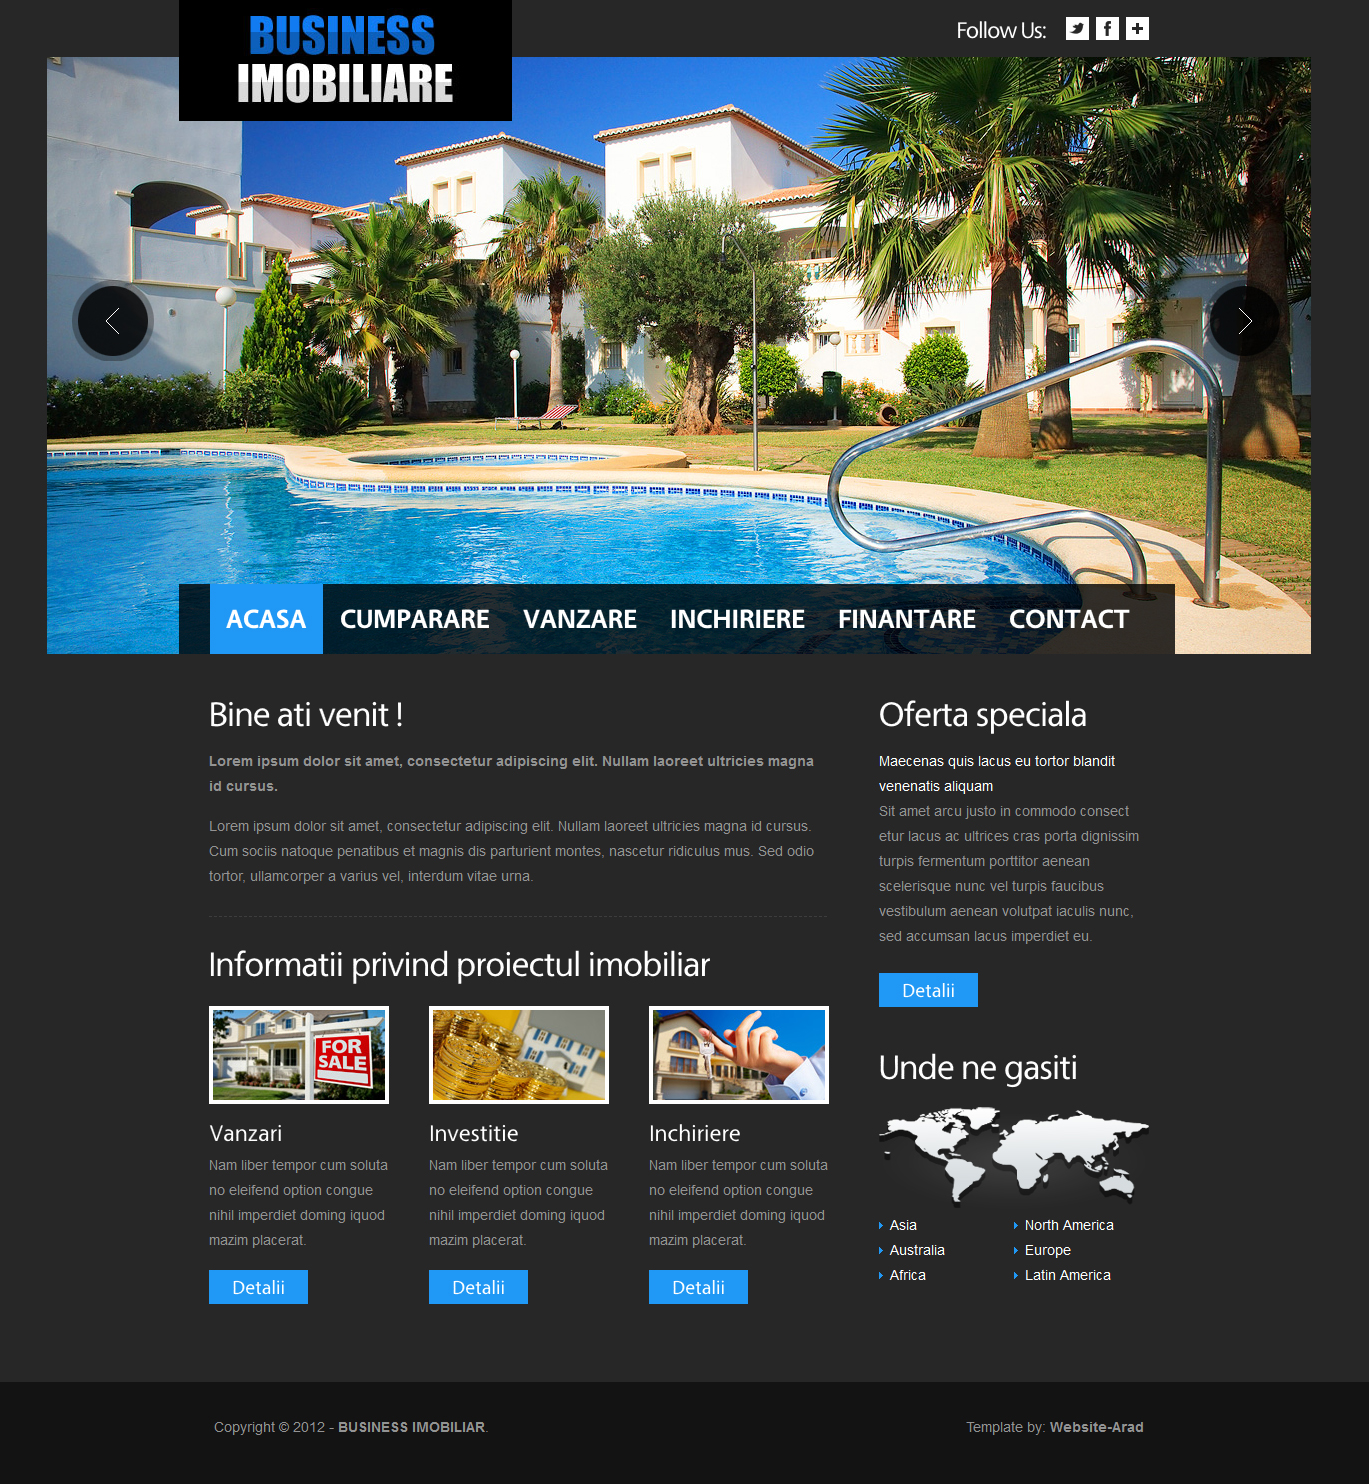 BUSINESS
IMOBILIARE
Follow Us:
ACASA CUMPARARE VANZARE INCHIRIERE FINANTARE CONTACT
Bine ati venit !
Lorem ipsum dolor sit amet, consectetur adipiscing elit. Nullam laoreet ultricies magna
id cursus.
Lorem ipsum dolor sit amet, consectetur adipiscing elit. Nullam laoreet ultricies magna id cursus.
Cum sociis natoque penatibus et magnis dis parturient montes, nascetur ridiculus mus. Sed odio
tortor, ullamcorper a varius vel, interdum vitae urna.
Informatii privind proiectul imobiliar
FOR
SALE
Vanzari
Nam liber tempor cum soluta
no eleifend option congue
nihil imperdiet doming iquod
mazim placerat.
Detalii
Investitie
Nam liber tempor cum soluta
no eleifend option congue
nihil imperdiet doming iquod
mazim placerat.
Detalii
Inchiriere
Nam liber tempor cum soluta
no eleifend option congue
nihil imperdiet doming iquod
mazim placerat.
Detalii
Oferta speciala
Maecenas quis lacus eu tortor blandit
venenatis aliquam
Sit amet arcu justo in commodo consect
etur lacus ac ultrices cras porta dignissim
turpis fermentum porttitor aenean
scelerisque nunc vel turpis faucibus
vestibulum aenean volutpat iaculis nunc,
sed accumsan lacus imperdiet eu.
Detalii
Unde ne gasiti
Asia
Australia
Africa
North America
Europe
Latin America
Copyright © 2012 - BUSINESS IMOBILIAR.
Template by: Website-Arad